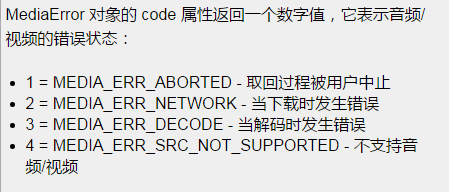 MediaError 对象的 code 属性返回一个数字值，它表示音频/
视频的错误状态：
• 1 = MEDIA_ERR_ABORTED - 取回过程被用户中止
• 2 = MEDIA_ERR_NETWORK - 当下载时发生错误
• 3 = MEDIA_ERR_DECODE - 当解码时发生错误
• 4 = MEDIA_ERR_SRC_NOT_SUPPORTED - 不支持音
频/视频